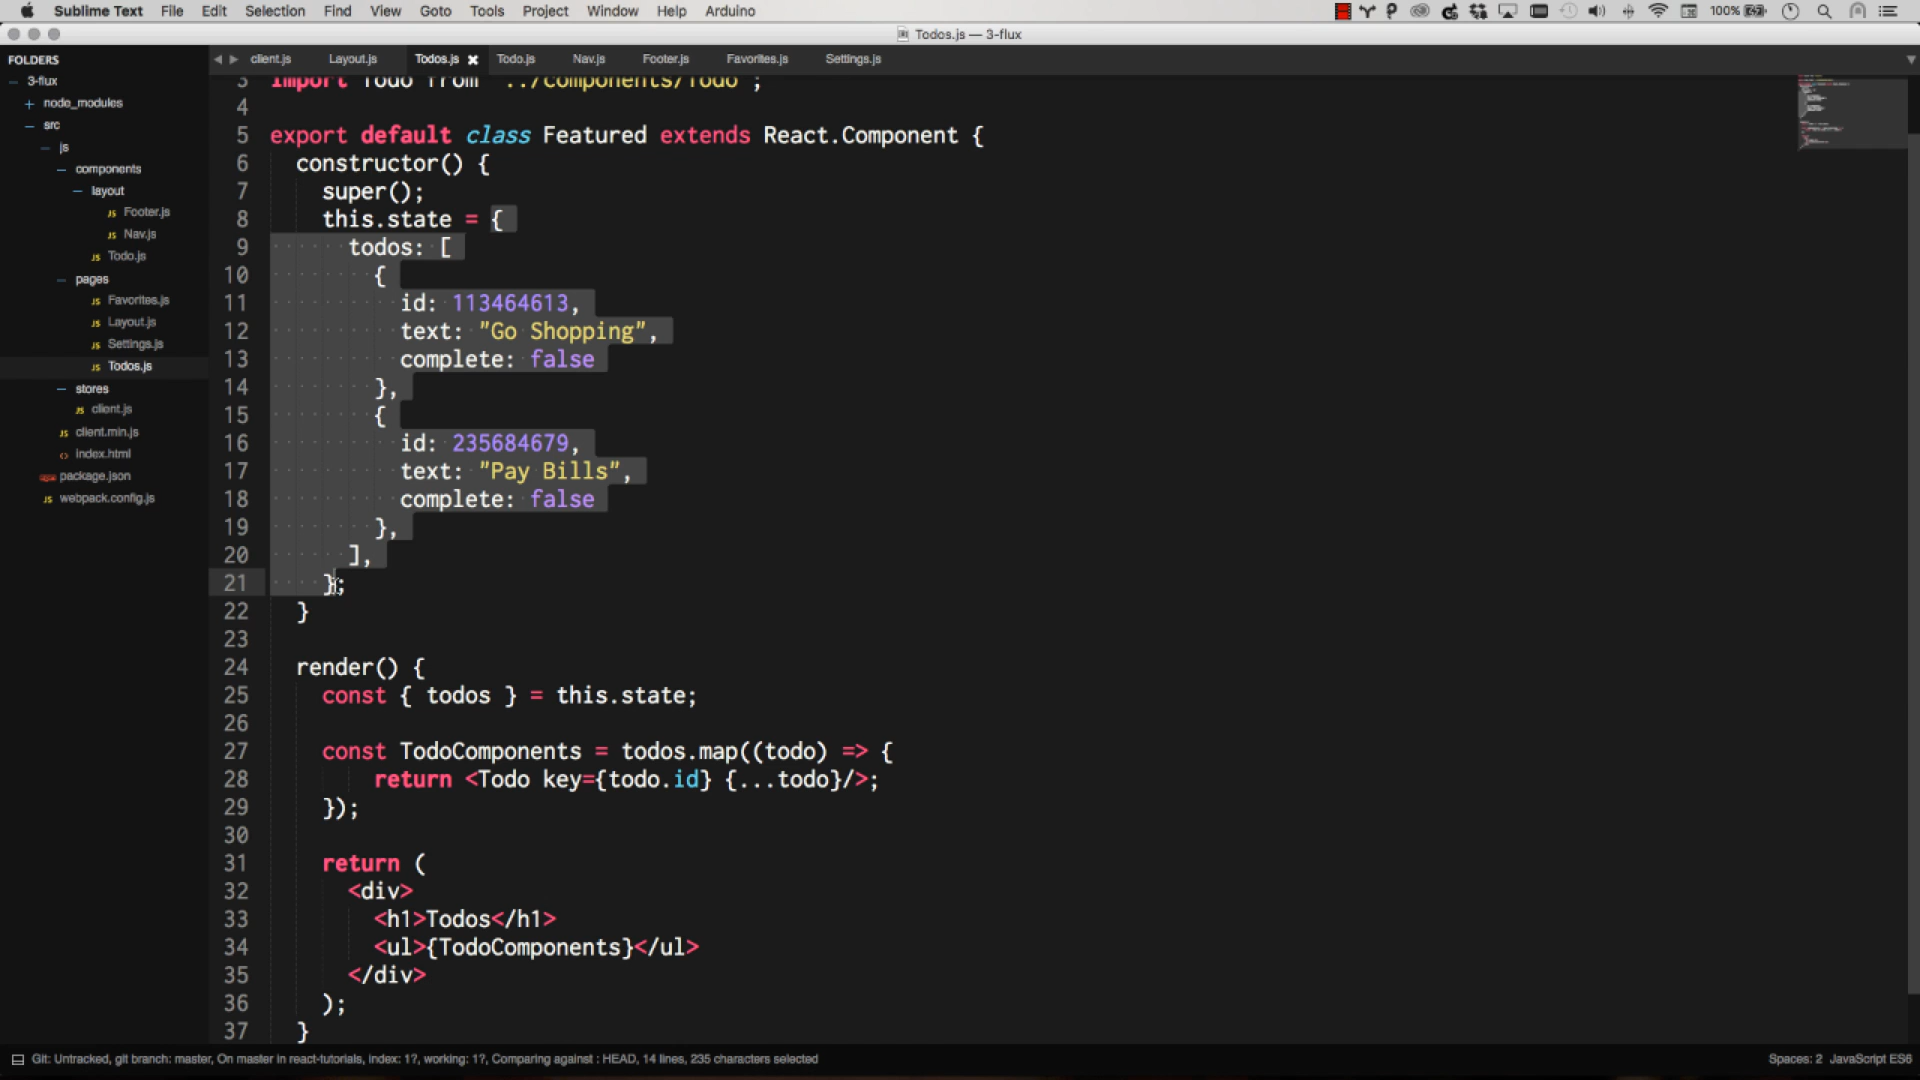 Sublime Text File Edit Selection Find View Goto Tools Project Window Help Arduino 100%
Todos.js — 3-flux
FOLDERS
3-flux
node_modules
src
js
components
layout
Footer.js
Nav.js
Todo.js
pages
Favorites.js
Layout.js
Settings.js
Todos.js
stores
client.js
client.min.js
index.html
package.json
webpack.config.js
client.js Layout.js Todos.js Todo.js Nav.js Footer.js Favorites.js Settings.js
3 import Todo from "../components/Todo";
4
5 export default class Featured extends React.Component {
6 constructor() {
7 super();
8 this.state = {
9 todos: [
10 {
11 id: 113464613,
12 text: "Go Shopping",
13 complete: false
14 },
15 {
16 id: 235684679,
17 text: "Pay Bills",
18 complete: false
19 },
20 ],
21 };
22 }
23
24 render() {
25 const { todos } = this.state;
26
27 const TodoComponents = todos.map((todo) => {
28 return <Todo key={todo.id} {...todo}/>;
29 });
30
31 return (
32 <div>
33 <h1>Todos</h1>
34 <ul>{TodoComponents}</ul>
35 </div>
36 );
37 }
Git: Untracked, git branch: master, On master in react-tutorials, index: 1?, working: 1?, Comparing against : HEAD, 14 lines, 235 characters selected
Spaces: 2 JavaScript ES6